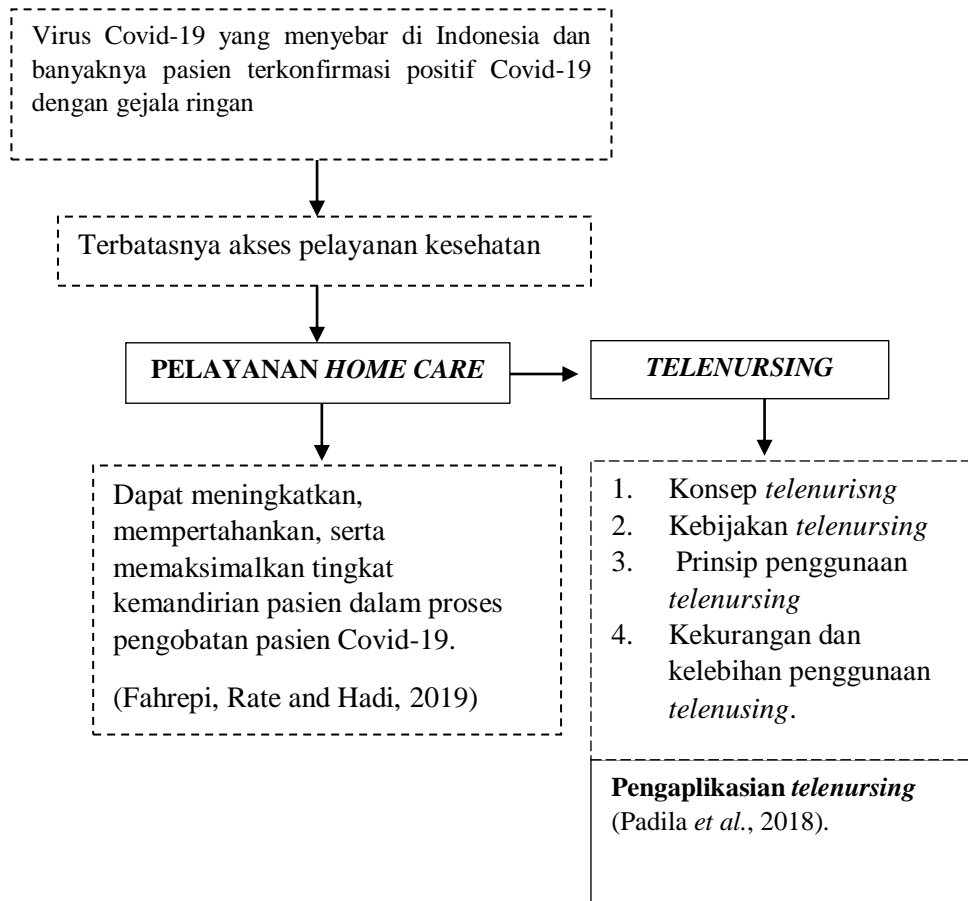 Virus Covid-19 yang menyebar di Indonesia dan
banyaknya pasien terkonfirmasi positif Covid-19
dengan gejala ringan
Terbatasnya akses pelayanan kesehatan
PELAYANAN HOME CARE
TELENURSING
Dapat meningkatkan,
mempertahankan, serta
memaksimalkan tingkat
kemandirian pasien dalam proses
pengobatan pasien Covid-19.
(Fahrepi, Rate and Hadi, 2019)
1. Konsep telenurisng
2. Kebijakan telenursing
3. Prinsip penggunaan
telenursing
4. Kekurangan dan
kelebihan penggunaan
telenusing.
Pengaplikasian telenursing
(Padila et al., 2018).